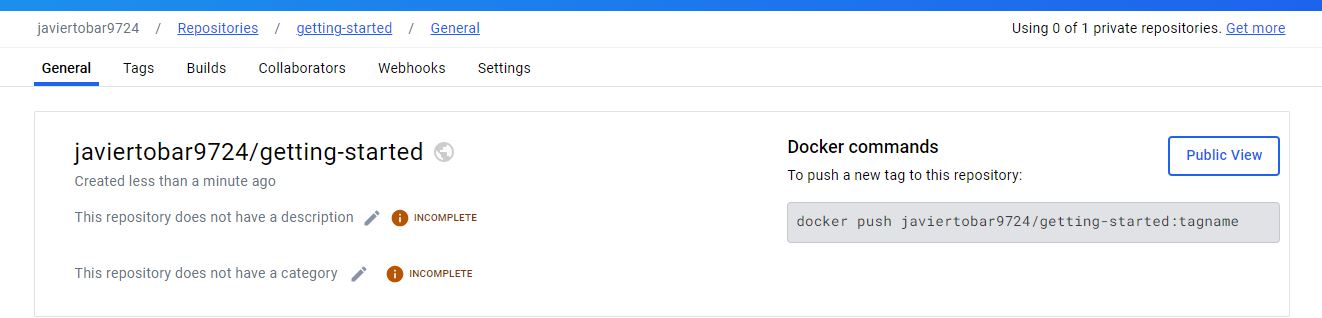 javiertobar9724 / Repositories / getting-started / General
Using 0 of 1 private repositories. Get more
General Tags Builds Collaborators Webhooks Settings
javiertobar9724/getting-started
Created less than a minute ago
This repository does not have a description INCOMPLETE
This repository does not have a category INCOMPLETE
Docker commands
Public View
To push a new tag to this repository:
docker push javiertobar9724/getting-started:tagname